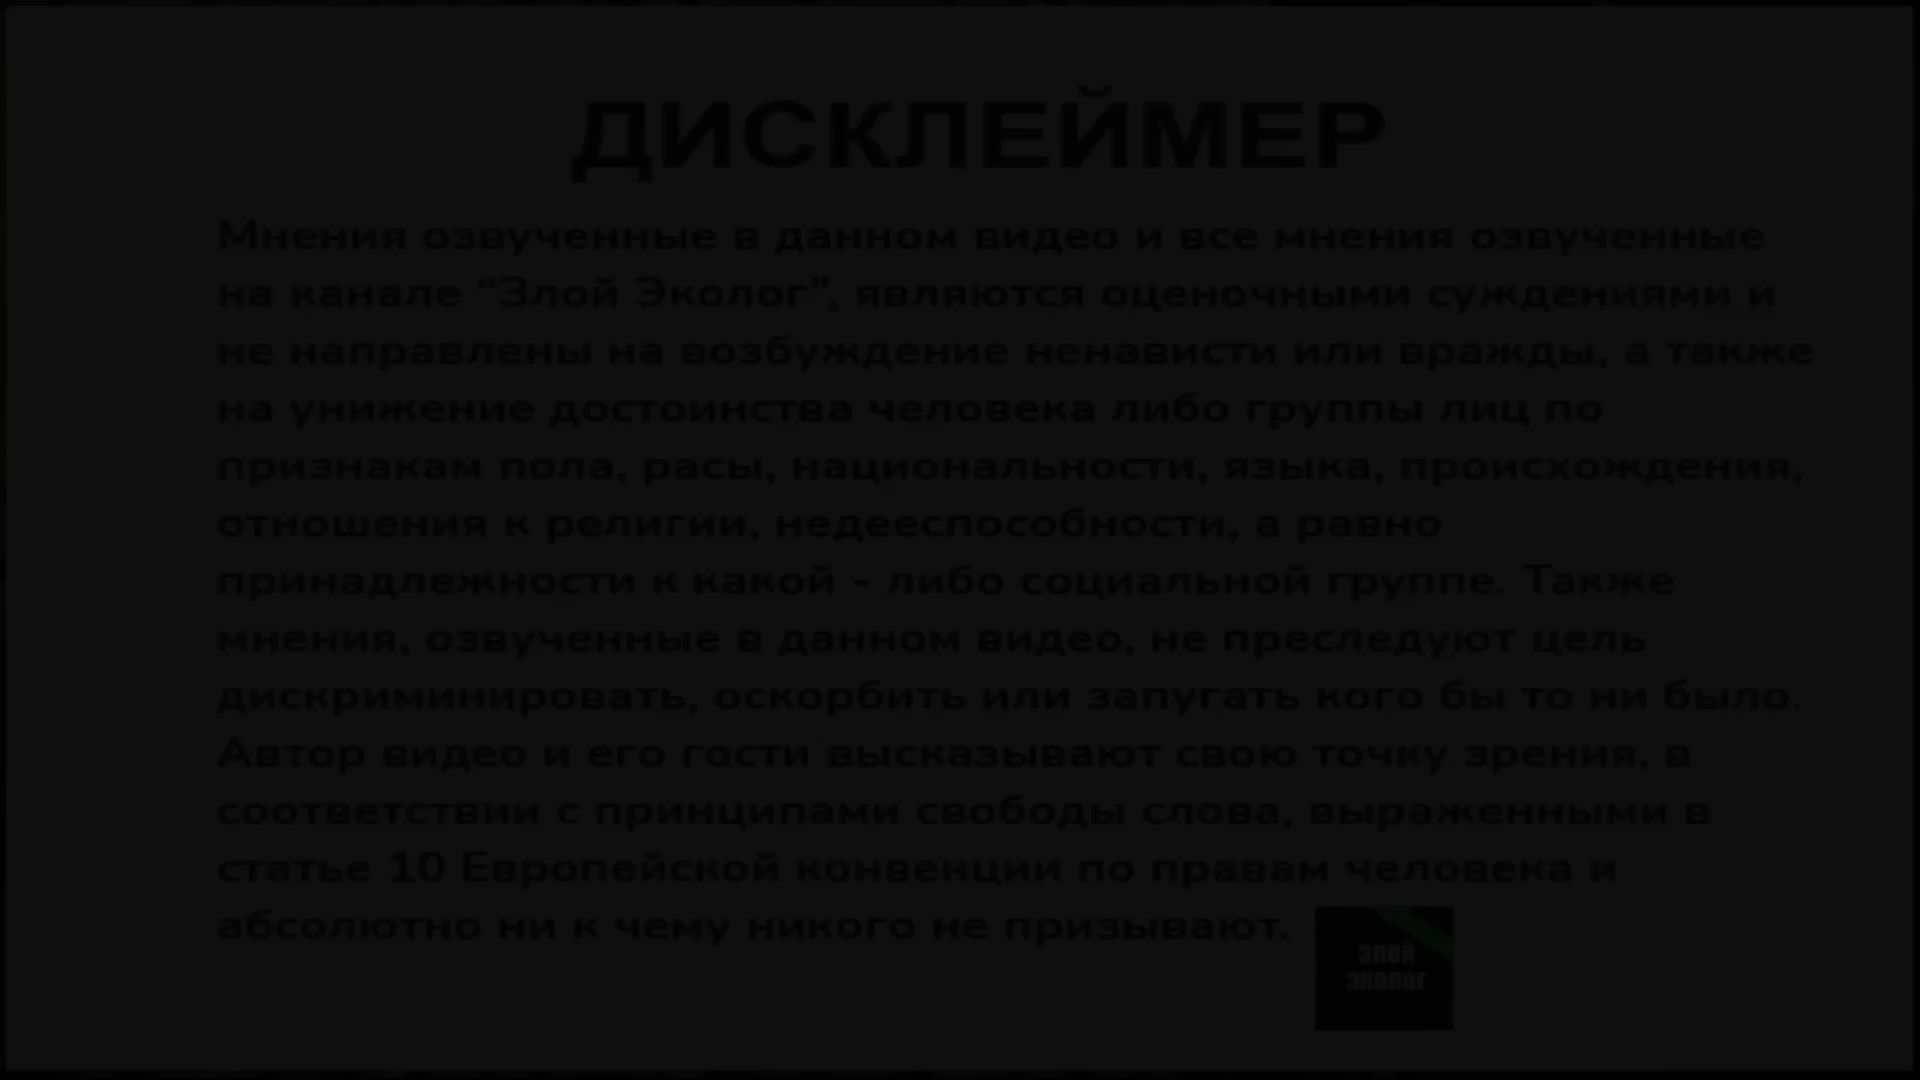 ДИСКЛЕЙМЕР
Мнения озвученные в данном видео и все мнения озвученные
на канале "Злой Эколог", являются оценочными суждениями и
не направлены на возбуждение ненависти или вражды, а также
на унижение достоинства человека либо группы лиц по
признакам пола, расы, национальности, языка, происхождения,
отношения к религии, недееспособности, а равно
принадлежности к какой - либо социальной группе. Также
мнения, озвученные в данном видео, не преследуют цель
дискриминировать, оскорбить или запугать кого бы то ни было.
Автор видео и его гости высказывают свою точку зрения, в
соответствии с принципами свободы слова, выраженными в
статье 10 Европейской конвенции по правам человека и
абсолютно ни к чему никого не призывают.
ЗЛОЙ
ЭКОЛОГ